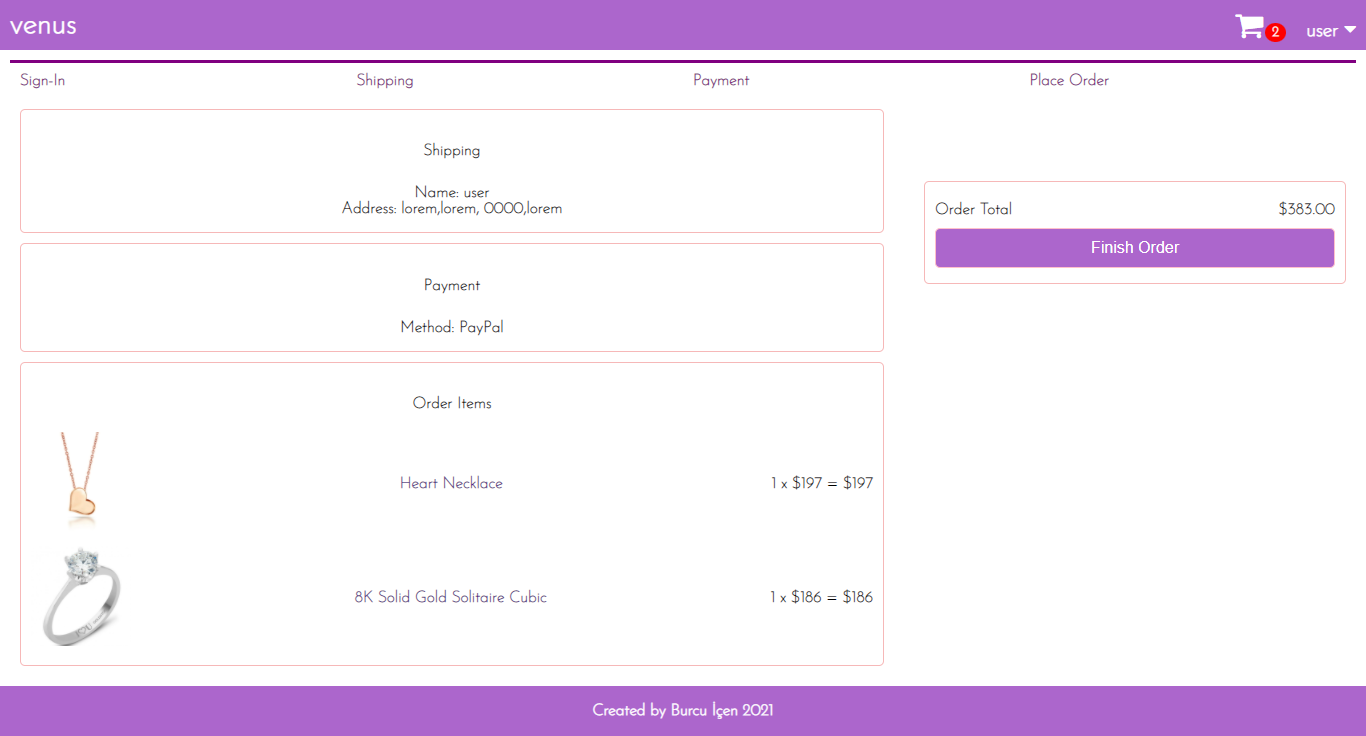 venus
2
user
Sign-In
Shipping
Payment
Place Order
Shipping
Name: user
Address: lorem,lorem, 0000,lorem
Order Total
$383.00
Finish Order
Payment
Method: PayPal
Order Items
Heart Necklace
1 x $197 = $197
8K Solid Gold Solitaire Cubic
1 x $186 = $186
Created by Burcu İçen 2021